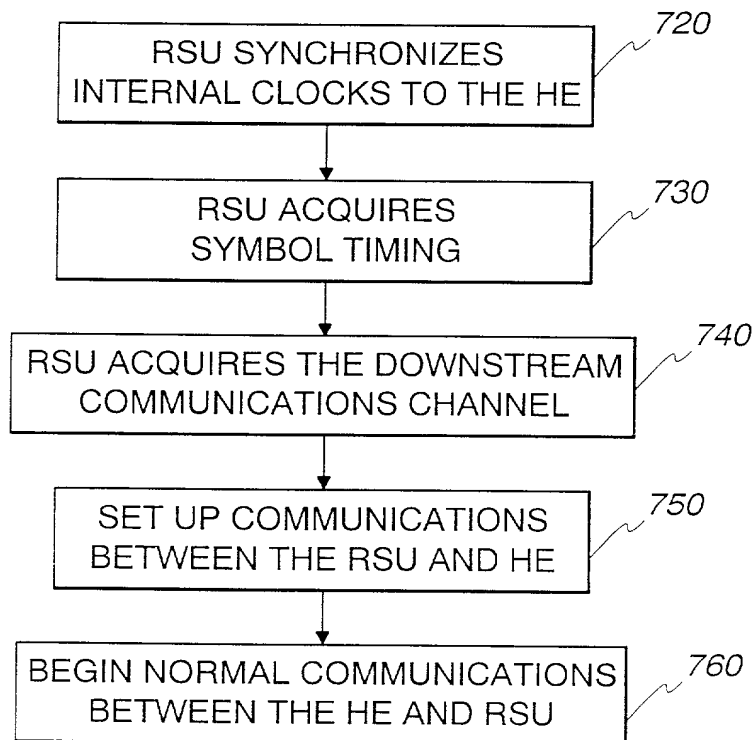 720
RSU SYNCHRONIZES
INTERNAL CLOCKS TO THE HE
730
RSU ACQUIRES
SYMBOL TIMING
740
RSU ACQUIRES THE DOWNSTREAM
COMMUNICATIONS CHANNEL
750
SET UP COMMUNICATIONS
BETWEEN THE RSU AND HE
760
BEGIN NORMAL COMMUNICATIONS
BETWEEN THE HE AND RSU